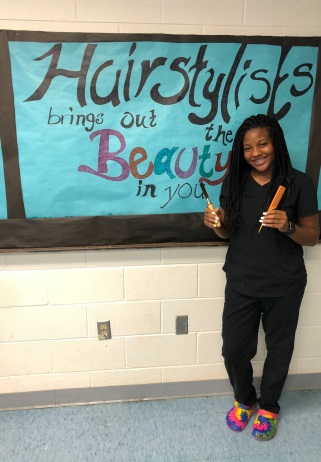 Hairstylists
brings out the
Beauty
in you